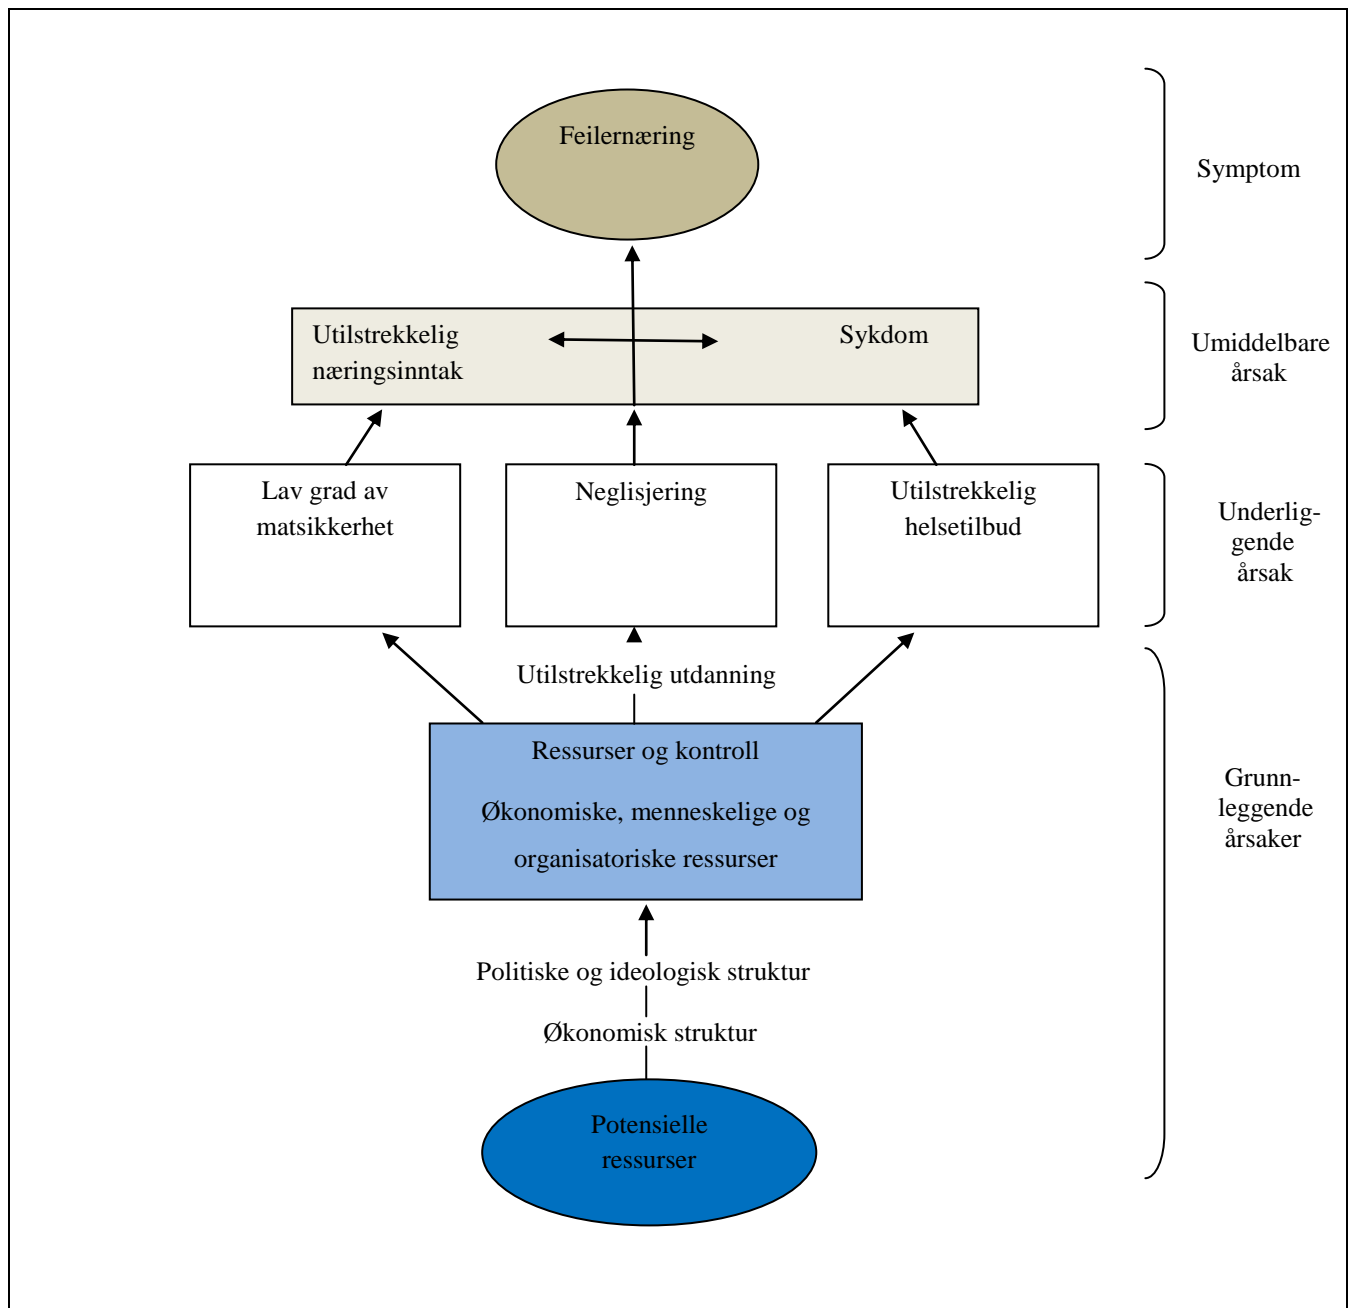 Feilernæring
Symptom
Utilstrekkelig
næringsinntak
Sykdom
Umiddelbare
årsak
Lav grad av
matsikkerhet
Neglisjering
Utilstrekkelig
helsetilbud
Underlig-
gende
årsak
Utilstrekkelig utdanning
Ressurser og kontroll
Økonomiske, menneskelige og
organisatoriske ressurser
Grunn-
leggende
årsaker
Politiske og ideologisk struktur
Økonomisk struktur
Potensielle
ressurser